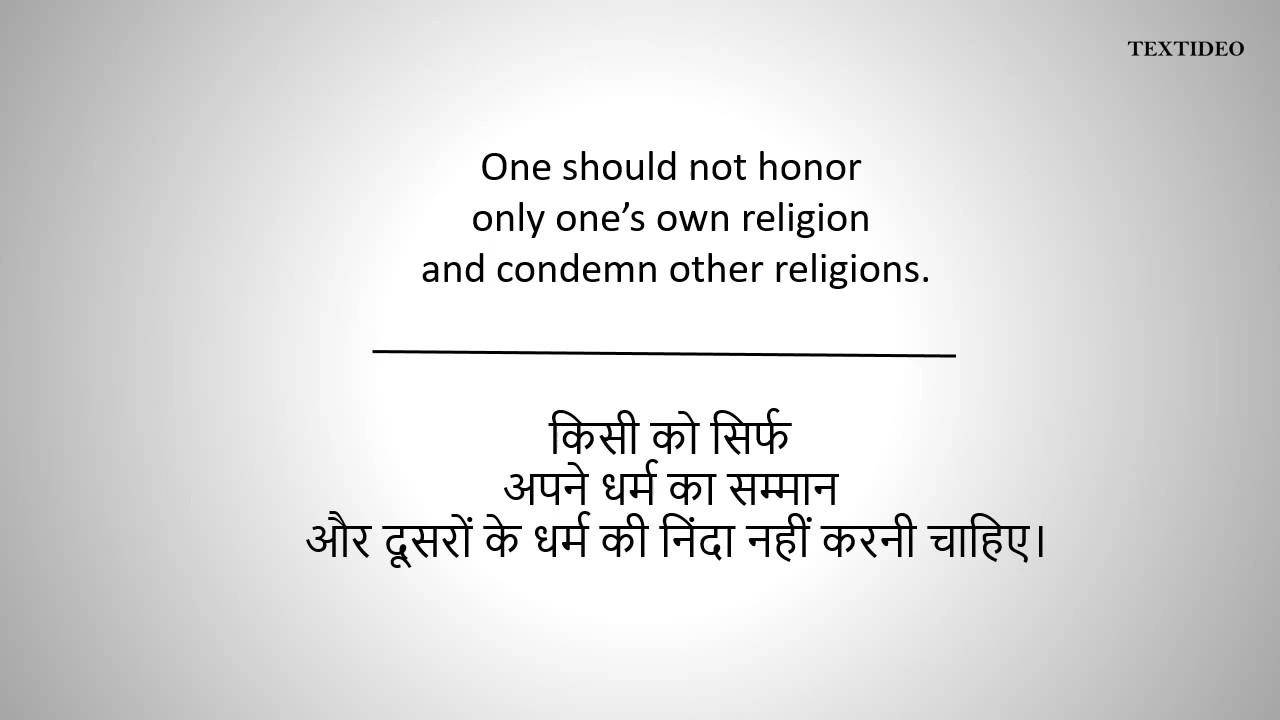 TEXTIDEO
One should not honor
only one’s own religion
and condemn other religions.
किसी को सिर्फ
अपने धर्म का सम्मान
और दूसरों के धर्म की निंदा नहीं करनी चाहिए।